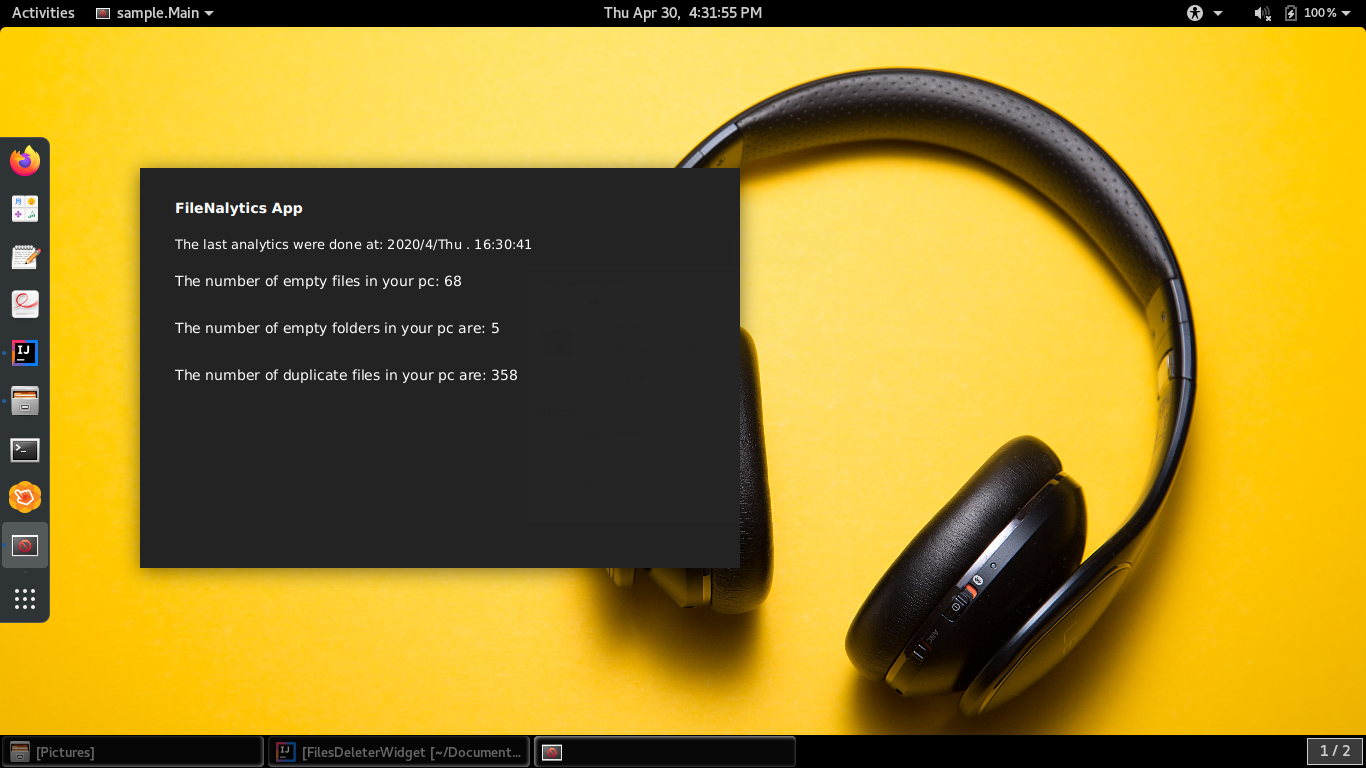 Activities
sample.Main
Thu Apr 30, 4:31:55 PM
100%
FileNalytics App
The last analytics were done at: 2020/4/Thu . 16:30:41
The number of empty files in your pc: 68
The number of empty folders in your pc are: 5
The number of duplicate files in your pc are: 358
IJ
>_
ANC
[Pictures]
IJ
[FilesDeleterWidget [~/Document...
1 / 2